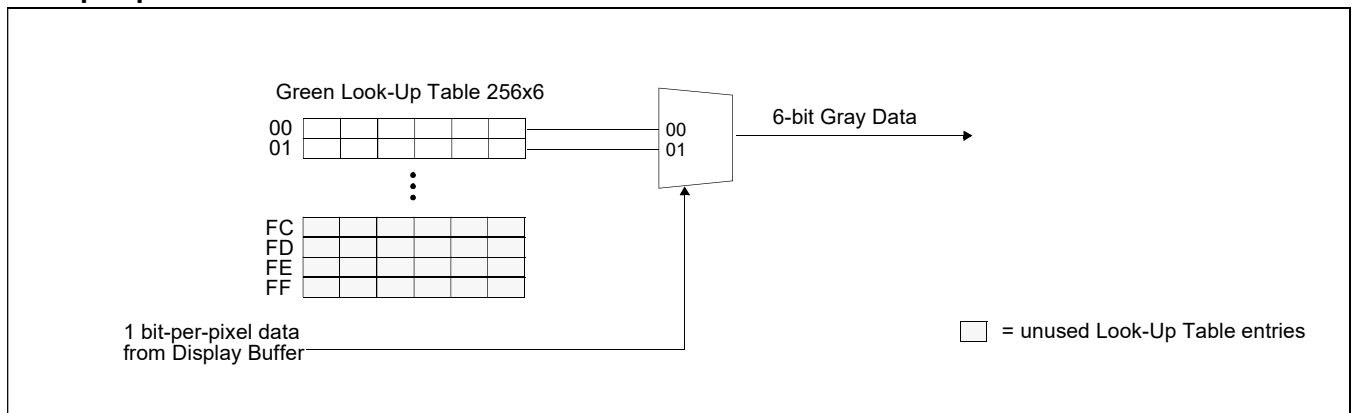 Green Look-Up Table 256x6
00
01
00
01
6-bit Gray Data
FC
FD
FE
FF
1 bit-per-pixel data
from Display Buffer
= unused Look-Up Table entries